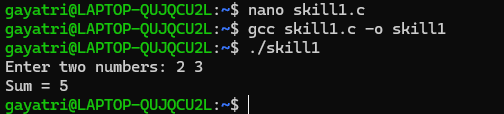 gayatri@LAPTOP-QUJQCU2L:~$ nano skill1.c
gayatri@LAPTOP-QUJQCU2L:~$ gcc skill1.c -o skill1
gayatri@LAPTOP-QUJQCU2L:~$ ./skill1
Enter two numbers: 2 3
Sum = 5
gayatri@LAPTOP-QUJQCU2L:~$